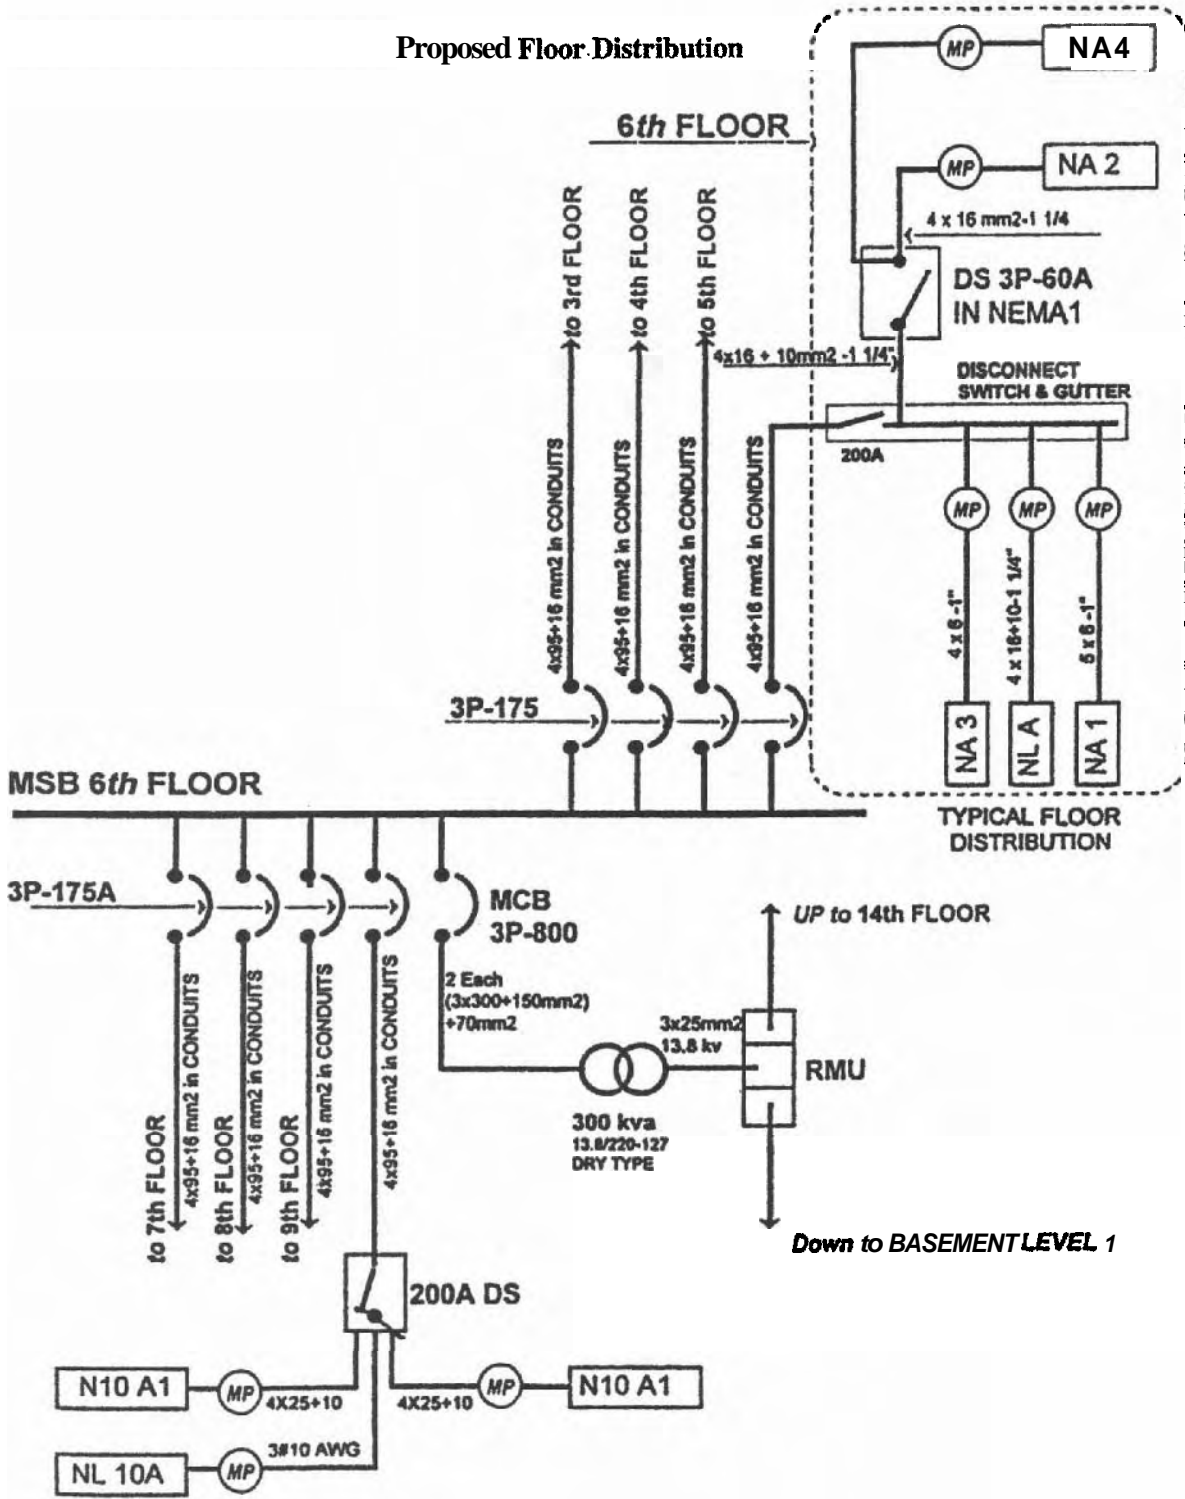 Proposed Floor Distribution
MP
NA4
6th FLOOR
MP
NA 2
4 x 16 mm2-1 1/4
to 3rd FLOOR
to 4th FLOOR
to 5th FLOOR
DS 3P-60A
IN NEMA1
4x16 + 10mm2 -1 1/4"
DISCONNECT
SWITCH & GUTTER
200A
4x95+16 mm2 in CONDUITS
4x95+16 mm2 in CONDUITS
4x95+16 mm2 in CONDUITS
4x95+16 mm2 in CONDUITS
MP
MP
MP
4 x 6 -1"
4 x 16+10-1 1/4"
5 x 6 -1"
3P-175
NA 3
NL A
NA 1
MSB 6th FLOOR
TYPICAL FLOOR
DISTRIBUTION
3P-175A
MCB
3P-800
UP to 14th FLOOR
4x95+16 mm2 in CONDUITS
4x95+16 mm2 in CONDUITS
4x95+16 mm2 in CONDUITS
4x95+16 mm2 in CONDUITS
2 Each
(3x300+150mm2)
+70mm2
3x25mm2
13.8 kv
RMU
300 kva
13.8/220-127
DRY TYPE
to 7th FLOOR
to 8th FLOOR
to 9th FLOOR
Down to BASEMENT LEVEL 1
200A DS
N10 A1
MP
4X25+10
4X25+10
MP
N10 A1
3#10 AWG
NL 10A
MP